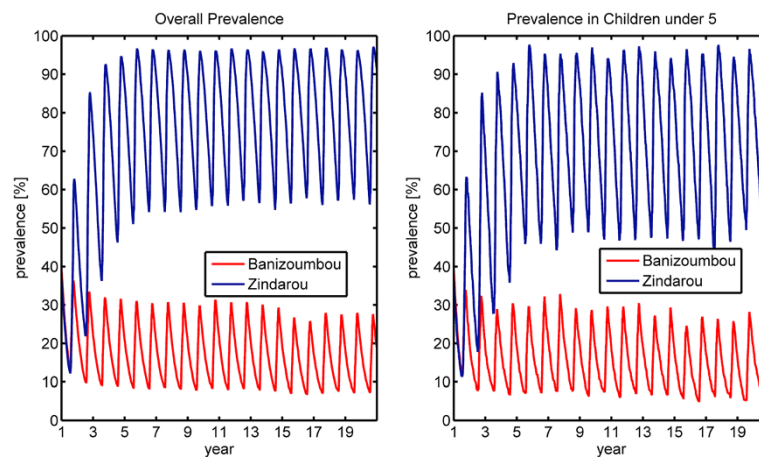 Overall Prevalence
prevalence [%]
100
90
80
70
60
50
40
30
20
10
0
Banizoumbou
Zindarou
1 3 5 7 9 11 13 15 17 19
year
Prevalence in Children under 5
prevalence [%]
100
90
80
70
60
50
40
30
20
10
0
Banizoumbou
Zindarou
1 3 5 7 9 11 13 15 17 19
year